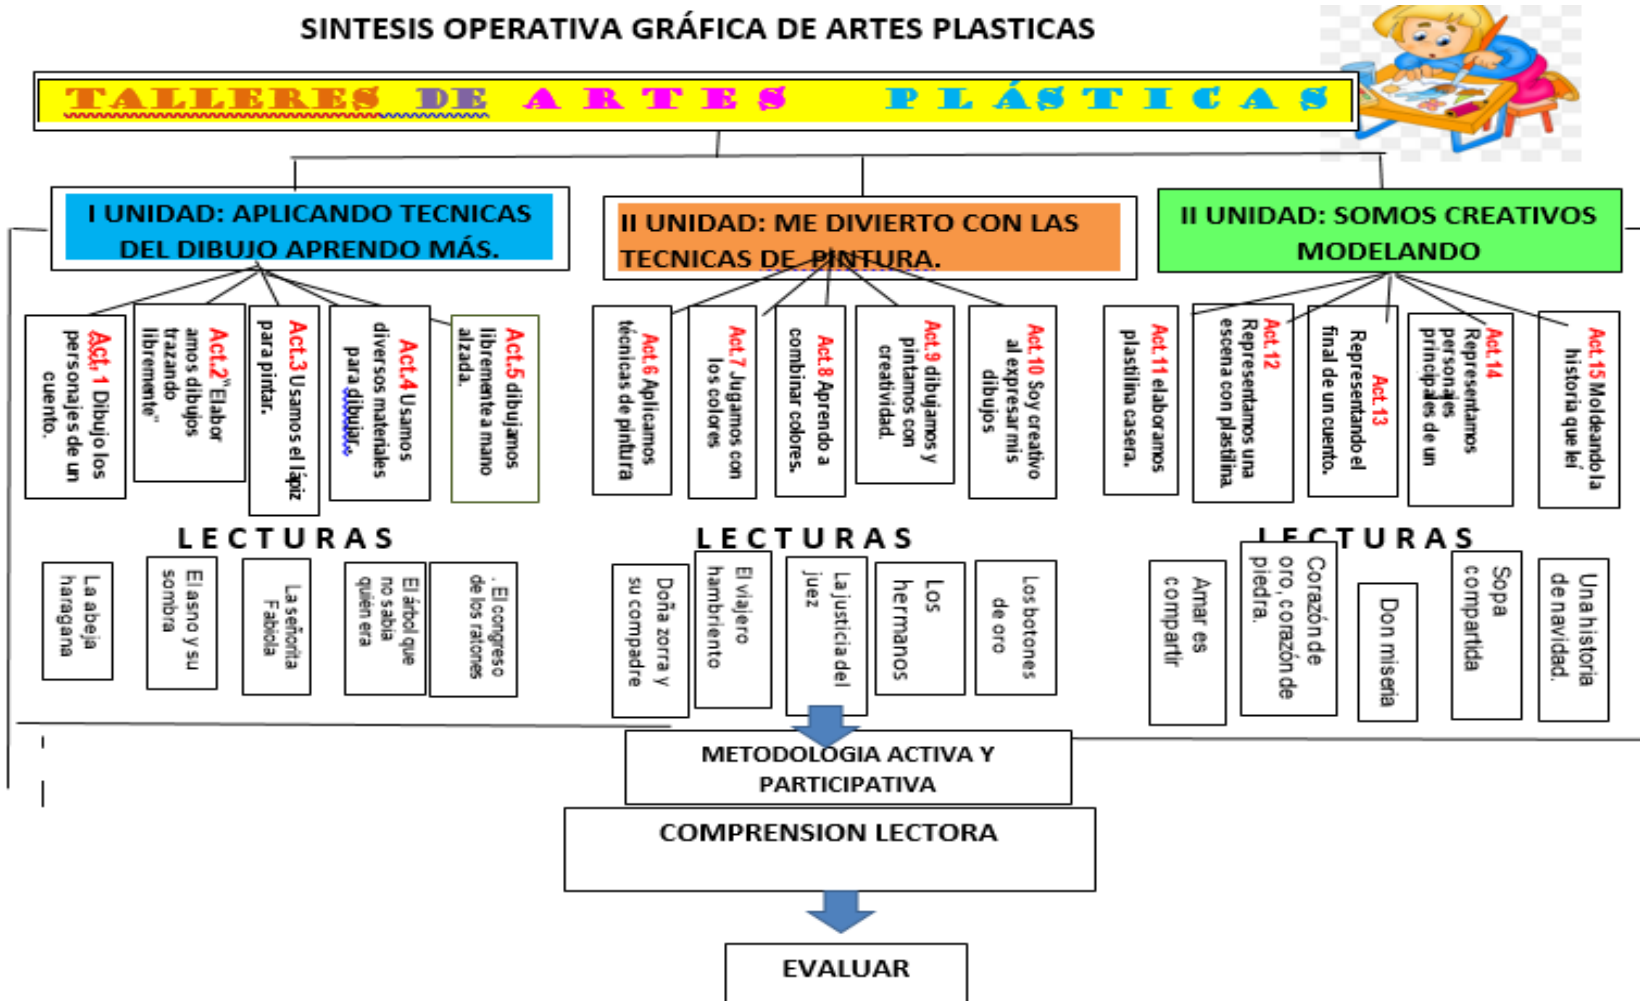 SINTESIS OPERATIVA GRÁFICA DE ARTES PLASTICAS
TALLERES DE ARTES PLÁSTICAS
I UNIDAD: APLICANDO TECNICAS
DEL DIBUJO APRENDO MÁS.
II UNIDAD: ME DIVIERTO CON LAS
TECNICAS DE PINTURA.
II UNIDAD: SOMOS CREATIVOS
MODELANDO
Act. 1 Dibujo los
personajes de un
cuento.
Act.2 "Elabor
amos dibujos
trazando
libremente"
Act.3 Usamos el lápiz
para pintar.
Act.4 Usamos
diversos materiales
para dibujar.
Act.5 dibujamos
libremente a mano
alzada.
Act.6 Aplicamos
técnicas de pintura
Act.7 Jugamos con
los colores
Act.8 Aprendo a
combinar colores.
Act.9 dibujamos y
pintamos con
creatividad.
Act.10 Soy creativo
al expresar mis
dibujos
Act.11 elaboramos
plastilina casera.
Act.12
Representamos una
escena con plastilina
Act.13
Representando el
final de un cuento.
Act.14
Representamos
personajes
principales de un
Act.15 Moldeando la
historia que leí
LECTURAS
LECTURAS
LECTURAS
La abeja
haragana
El asno y su
sombra
La señorita
Fabiola
El árbol que
no sabía
quién era
. El congreso
de los ratones
Doña zorra y
su compadre
El viajero
hambriento
La justicia del
juez
Los
hermanos
Los botones
de oro
Amar es
compartir
Corazón de
oro, corazón de
piedra.
Don miseria
Sopa
compartida
Una historia
de navidad.
METODOLOGIA ACTIVA Y
PARTICIPATIVA
COMPRENSION LECTORA
EVALUAR